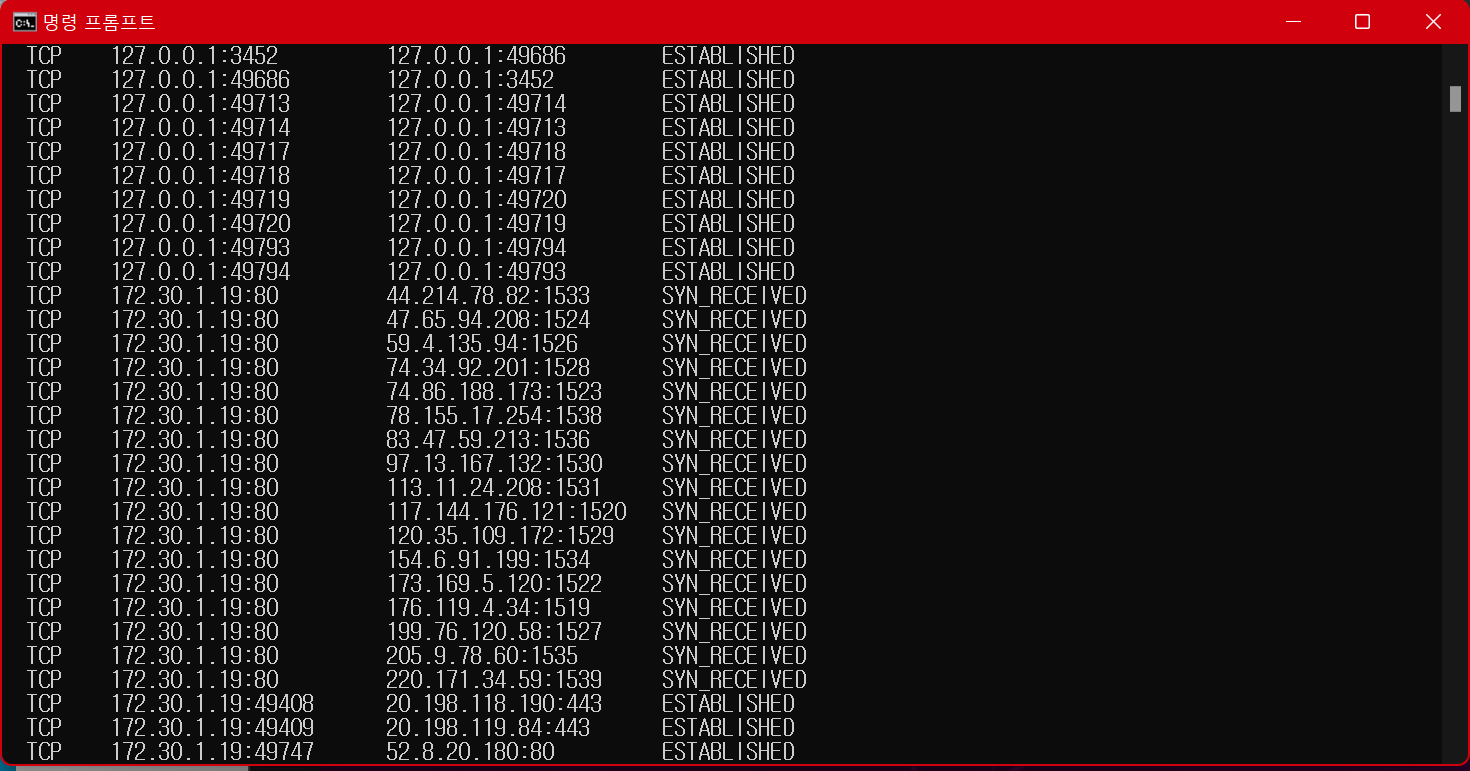 명령 프롬프트
TCP 127.0.0.1:3452 127.0.0.1:49686 ESTABLISHED
TCP 127.0.0.1:49686 127.0.0.1:3452 ESTABLISHED
TCP 127.0.0.1:49713 127.0.0.1:49714 ESTABLISHED
TCP 127.0.0.1:49714 127.0.0.1:49713 ESTABLISHED
TCP 127.0.0.1:49717 127.0.0.1:49718 ESTABLISHED
TCP 127.0.0.1:49718 127.0.0.1:49717 ESTABLISHED
TCP 127.0.0.1:49719 127.0.0.1:49720 ESTABLISHED
TCP 127.0.0.1:49720 127.0.0.1:49719 ESTABLISHED
TCP 127.0.0.1:49793 127.0.0.1:49794 ESTABLISHED
TCP 127.0.0.1:49794 127.0.0.1:49793 ESTABLISHED
TCP 172.30.1.19:80 44.214.78.82:1533 SYN_RECEIVED
TCP 172.30.1.19:80 47.65.94.208:1524 SYN_RECEIVED
TCP 172.30.1.19:80 59.4.135.94:1526 SYN_RECEIVED
TCP 172.30.1.19:80 74.34.92.201:1528 SYN_RECEIVED
TCP 172.30.1.19:80 74.86.188.173:1523 SYN_RECEIVED
TCP 172.30.1.19:80 78.155.17.254:1538 SYN_RECEIVED
TCP 172.30.1.19:80 83.47.59.213:1536 SYN_RECEIVED
TCP 172.30.1.19:80 97.13.167.132:1530 SYN_RECEIVED
TCP 172.30.1.19:80 113.11.24.208:1531 SYN_RECEIVED
TCP 172.30.1.19:80 117.144.176.121:1520 SYN_RECEIVED
TCP 172.30.1.19:80 120.35.109.172:1529 SYN_RECEIVED
TCP 172.30.1.19:80 154.6.91.199:1534 SYN_RECEIVED
TCP 172.30.1.19:80 173.169.5.120:1522 SYN_RECEIVED
TCP 172.30.1.19:80 176.119.4.34:1519 SYN_RECEIVED
TCP 172.30.1.19:80 199.76.120.58:1527 SYN_RECEIVED
TCP 172.30.1.19:80 205.9.78.60:1535 SYN_RECEIVED
TCP 172.30.1.19:80 220.171.34.59:1539 SYN_RECEIVED
TCP 172.30.1.19:49408 20.198.118.190:443 ESTABLISHED
TCP 172.30.1.19:49409 20.198.119.84:443 ESTABLISHED
TCP 172.30.1.19:49747 52.8.20.180:80 ESTABLISHED